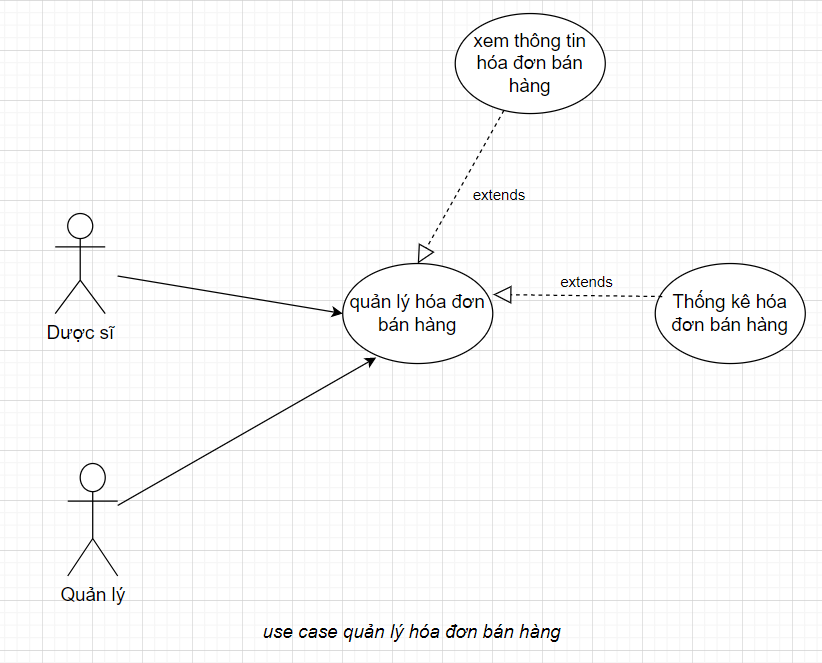 xem thông tin
hóa đơn bán
hàng
extends
extends
quản lý hóa đơn
bán hàng
Thống kê hóa
đơn bán hàng
Dược sĩ
Quản lý
use case quản lý hóa đơn bán hàng